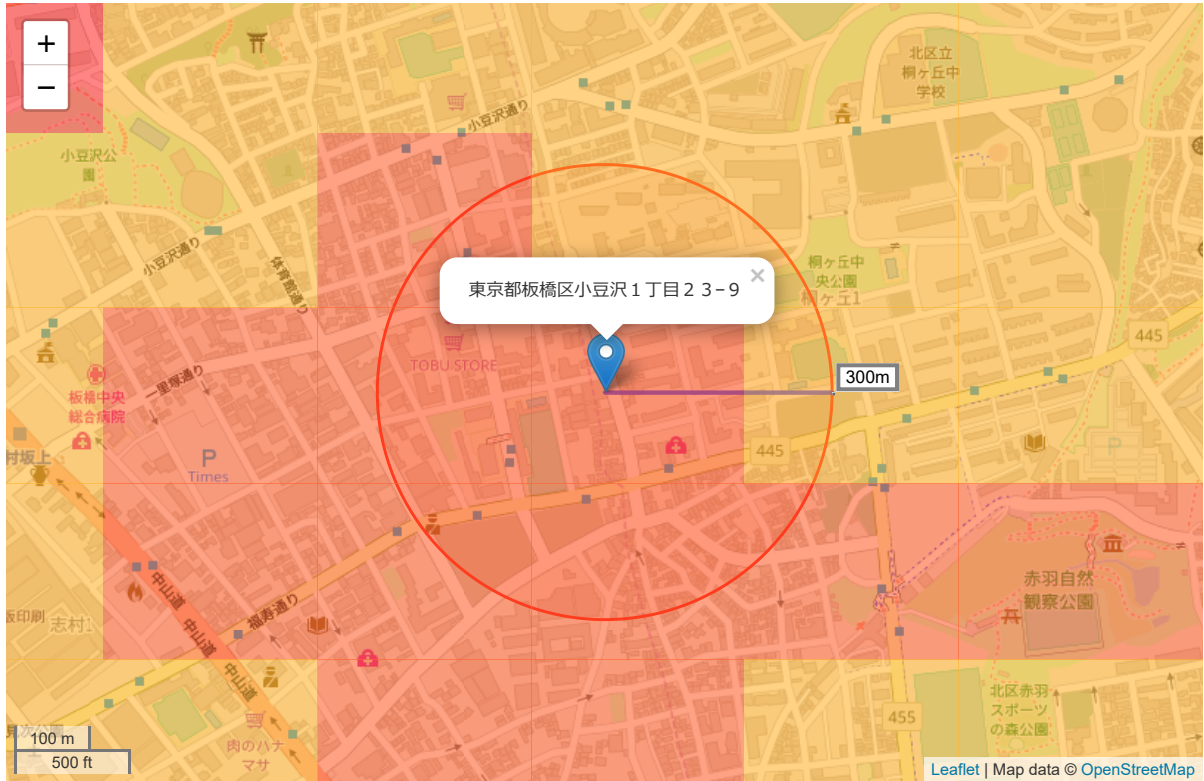 +
−
北区立
桐ヶ丘中
学校
小豆沢通り
小豆沢公
園
小豆沢通り
体育館通り
東京都板橋区小豆沢１丁目２３−９
×
桐ヶ丘中
央公園
桐ケ丘1
445
TOBU STORE
300m
一里塚通り
板橋中央
総合病院
村坂上
P
Times
445
P
中山道
福寿通り
赤羽自然
観察公園
板印刷
志村1
中山道
中山道
北区赤羽
スポーツ
の森公園
455
見次公園
肉のハナ
マサ
100 m
500 ft
Leaflet | Map data © OpenStreetMap